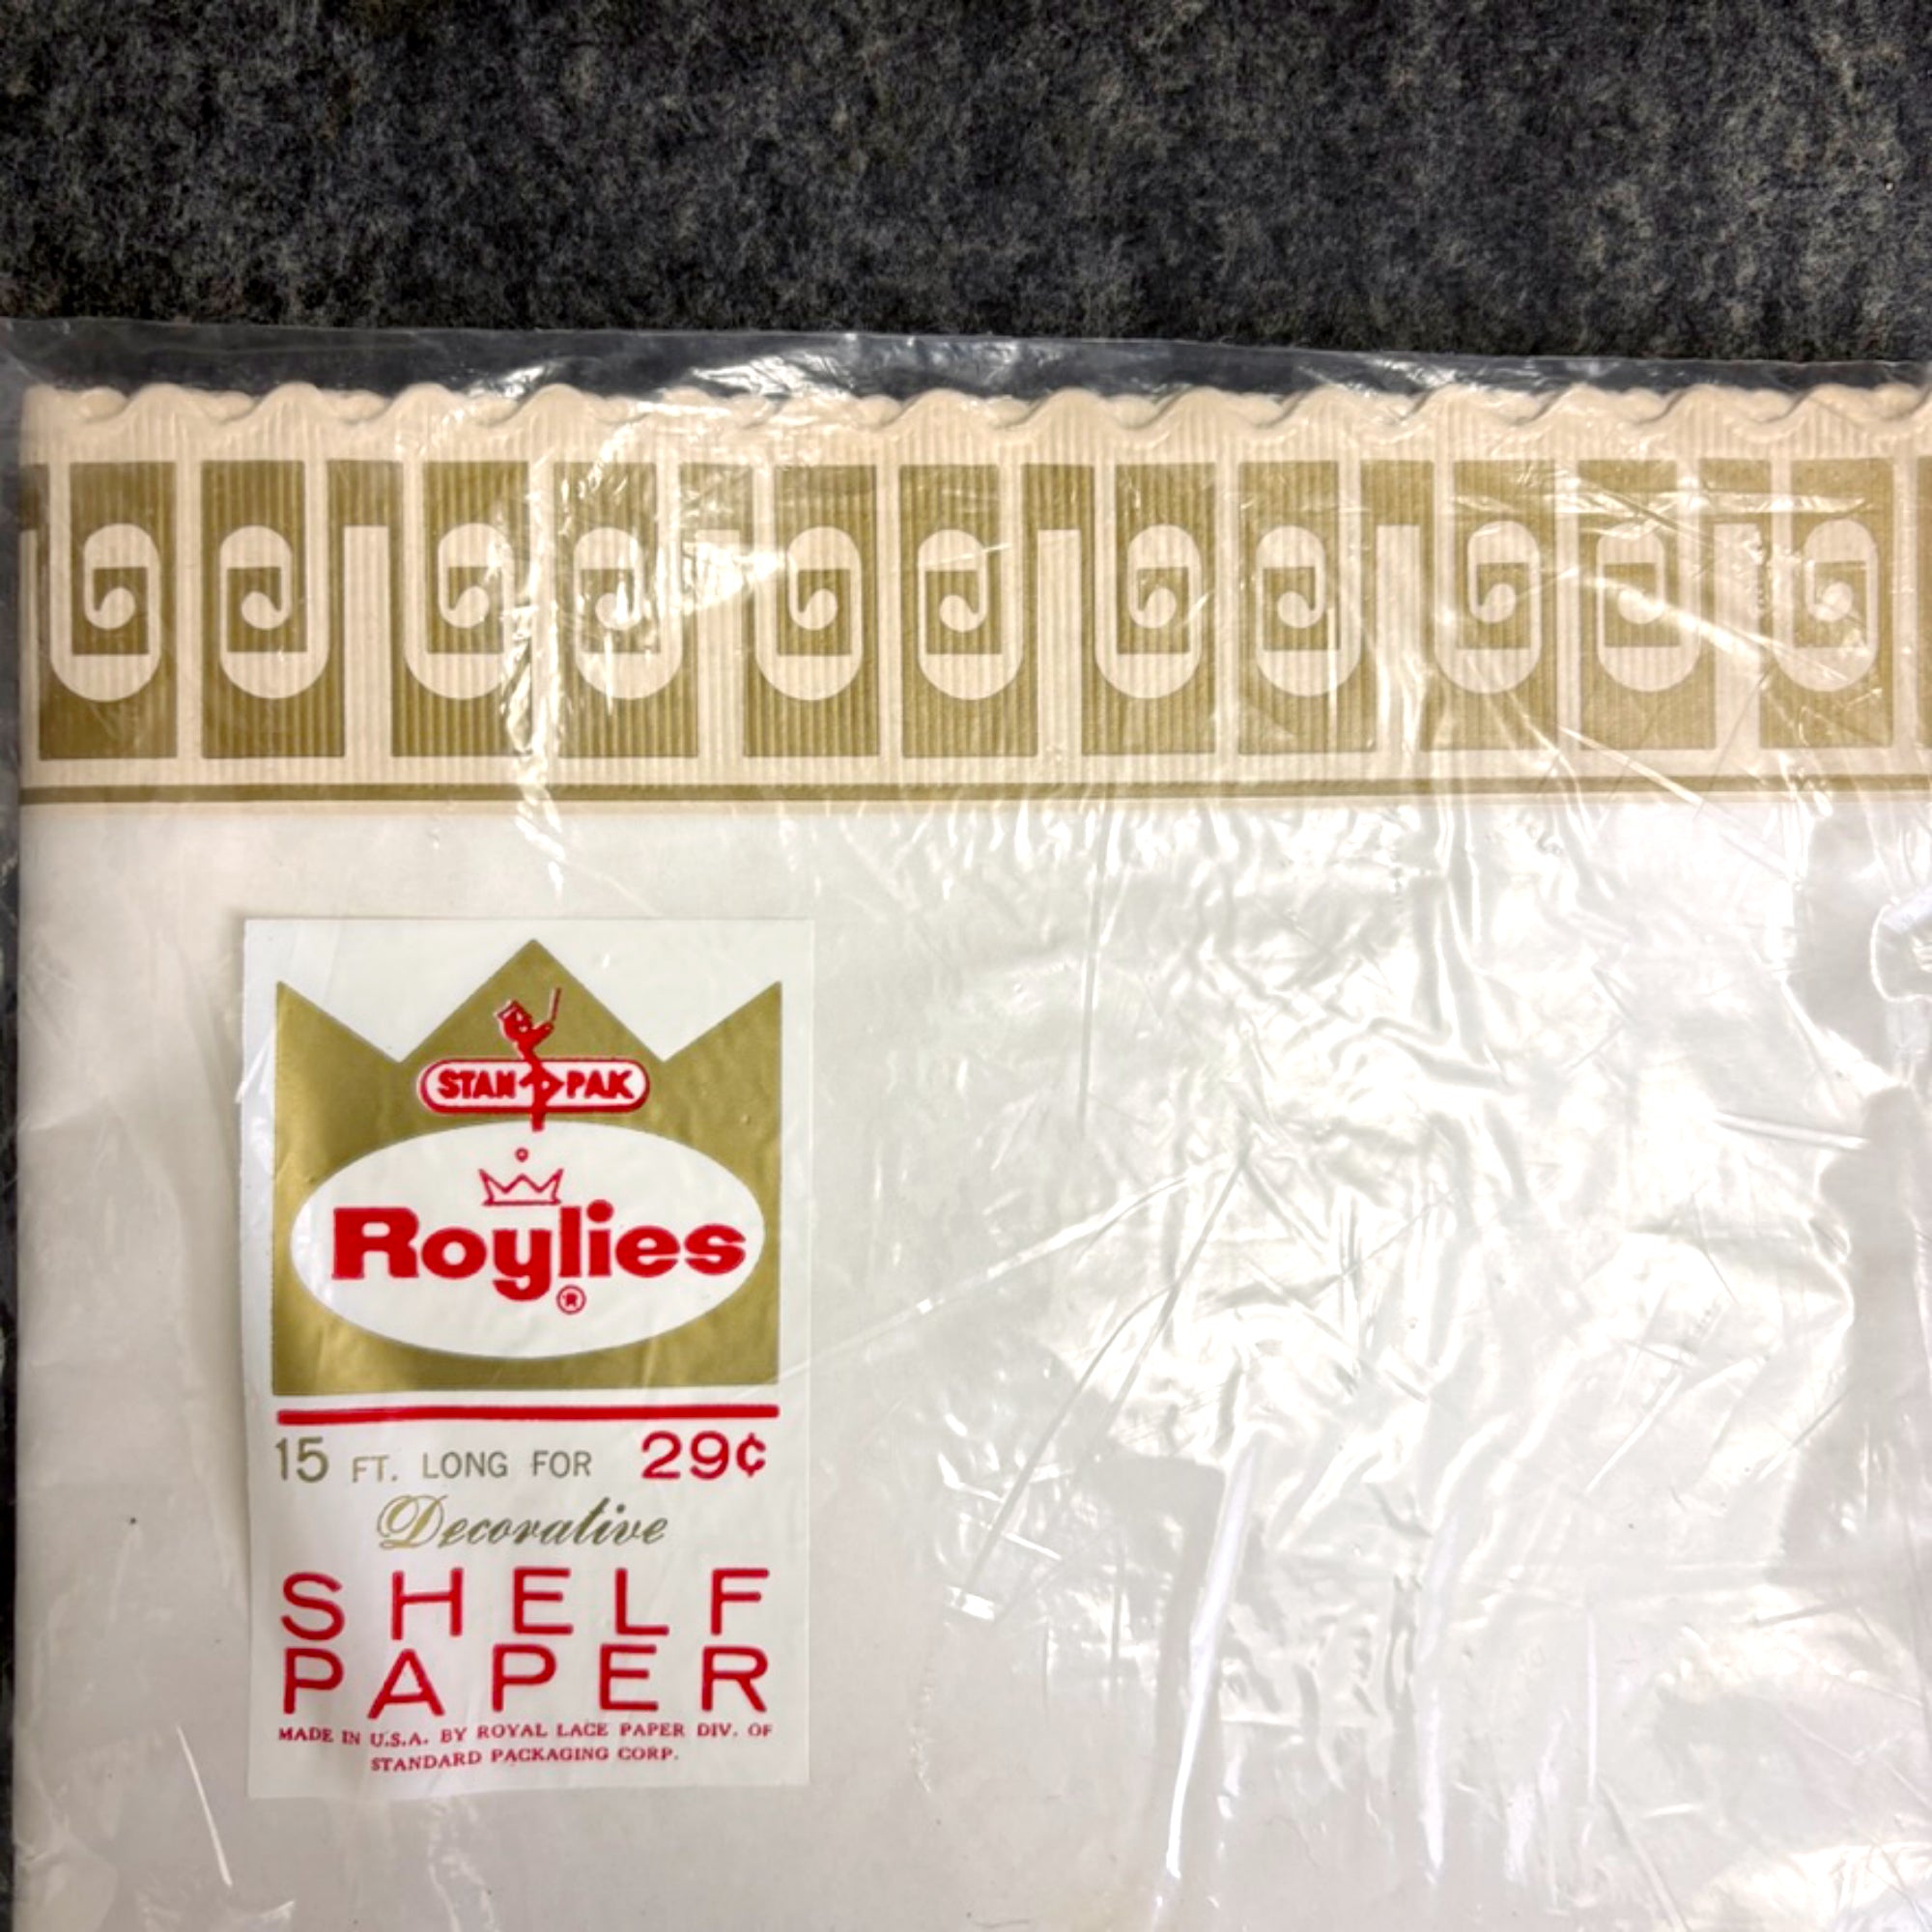 STAN PAK
Roylies
®
15 FT. LONG FOR 29¢
Decorative
SHELF
PAPER
MADE IN U.S.A. BY ROYAL LACE PAPER DIV. OF
STANDARD PACKAGING CORP.